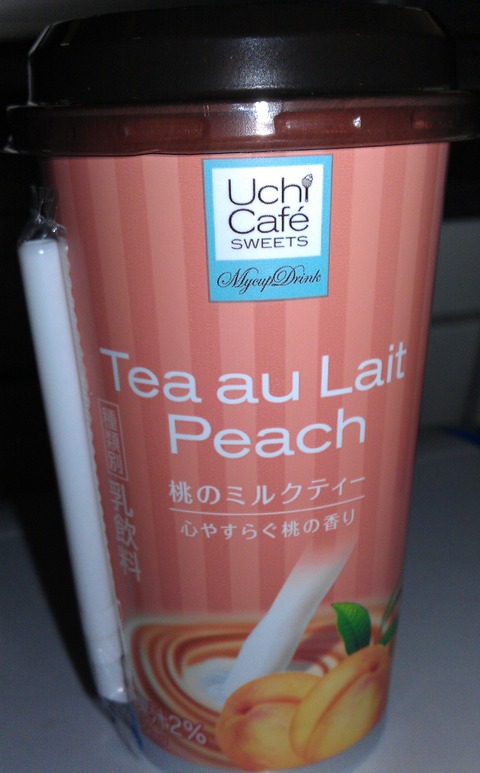 Uchi
Café
SWEETS
MycupDrink
Tea au Lait
Peach
桃のミルクティー
心やすらぐ桃の香り
種類別
乳飲料
2%